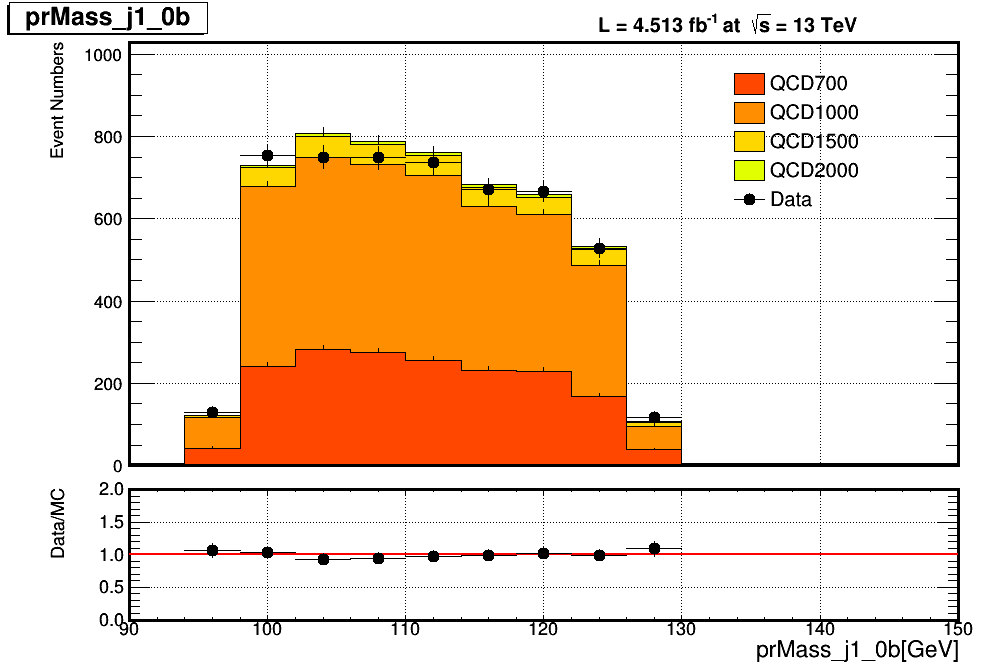 prMass_j1_0b
L = 4.513 fb⁻¹ at √s = 13 TeV
Event Numbers
1000
800
600
400
200
0
QCD700
QCD1000
QCD1500
QCD2000
Data
Data/MC
2.0
1.5
1.0
0.5
0.0
90 100 110 120 130 140 150
prMass_j1_0b[GeV]